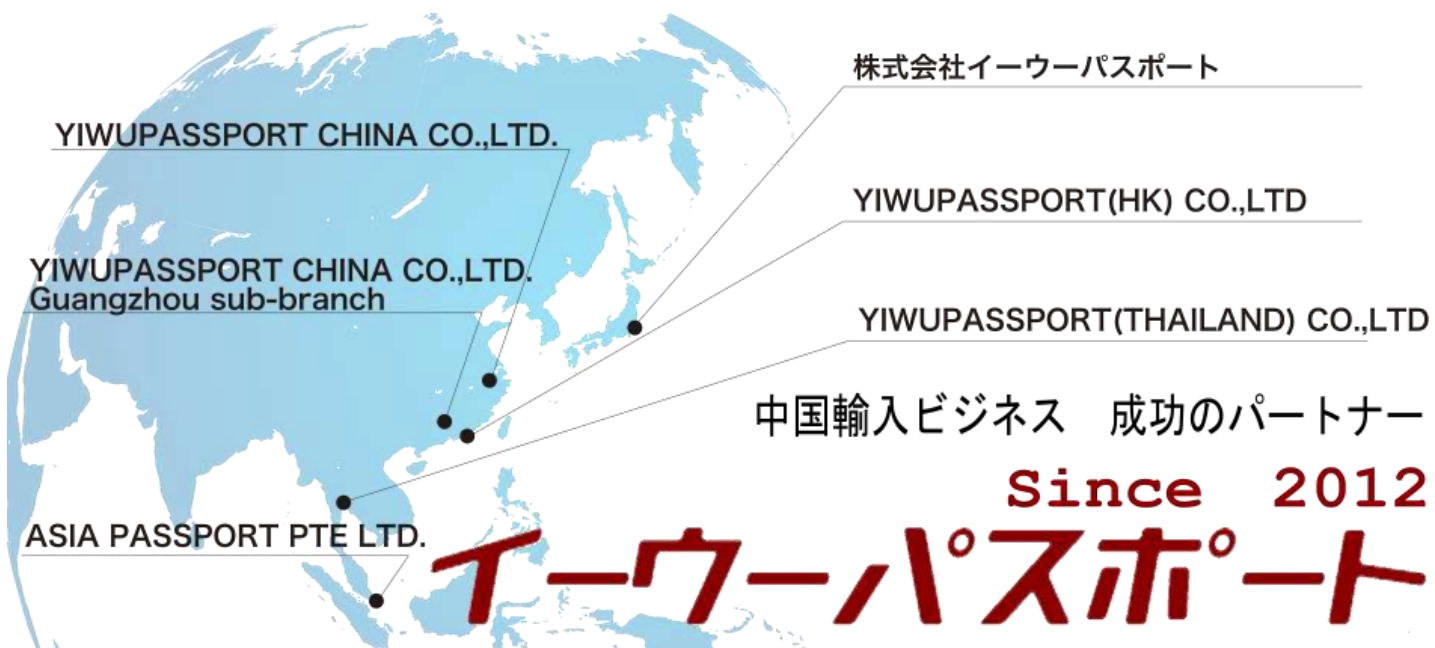 株式会社イーウーパスポート
YIWUPASSPORT CHINA CO.,LTD.
YIWUPASSPORT(HK) CO.,LTD
YIWUPASSPORT CHINA CO.,LTD.
Guangzhou sub-branch
YIWUPASSPORT(THAILAND) CO.,LTD
中国輸入ビジネス　成功のパートナー
Since 2012
ASIA PASSPORT PTE LTD.
イーウーパスポート